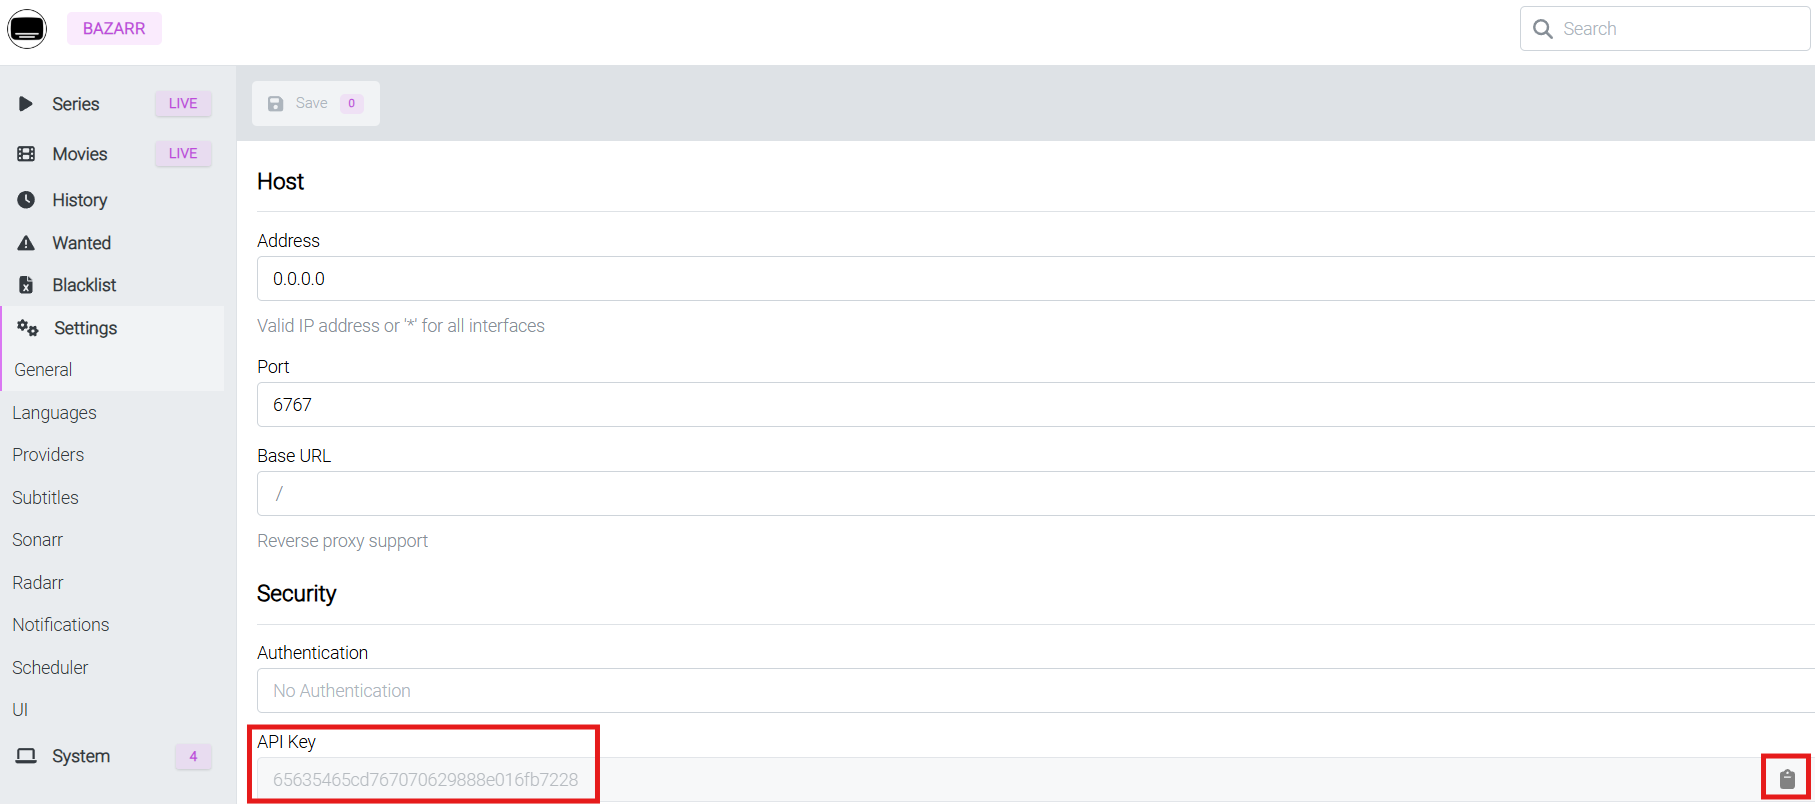 BAZARR
Search
Series LIVE
Movies LIVE
History
Wanted
Blacklist
Settings
General
Languages
Providers
Subtitles
Sonarr
Radarr
Notifications
Scheduler
UI
System 4
Save 0
Host
Address
0.0.0.0
Valid IP address or '*' for all interfaces
Port
6767
Base URL
/
Reverse proxy support
Security
Authentication
No Authentication
API Key
65635465cd767070629888e016fb7228